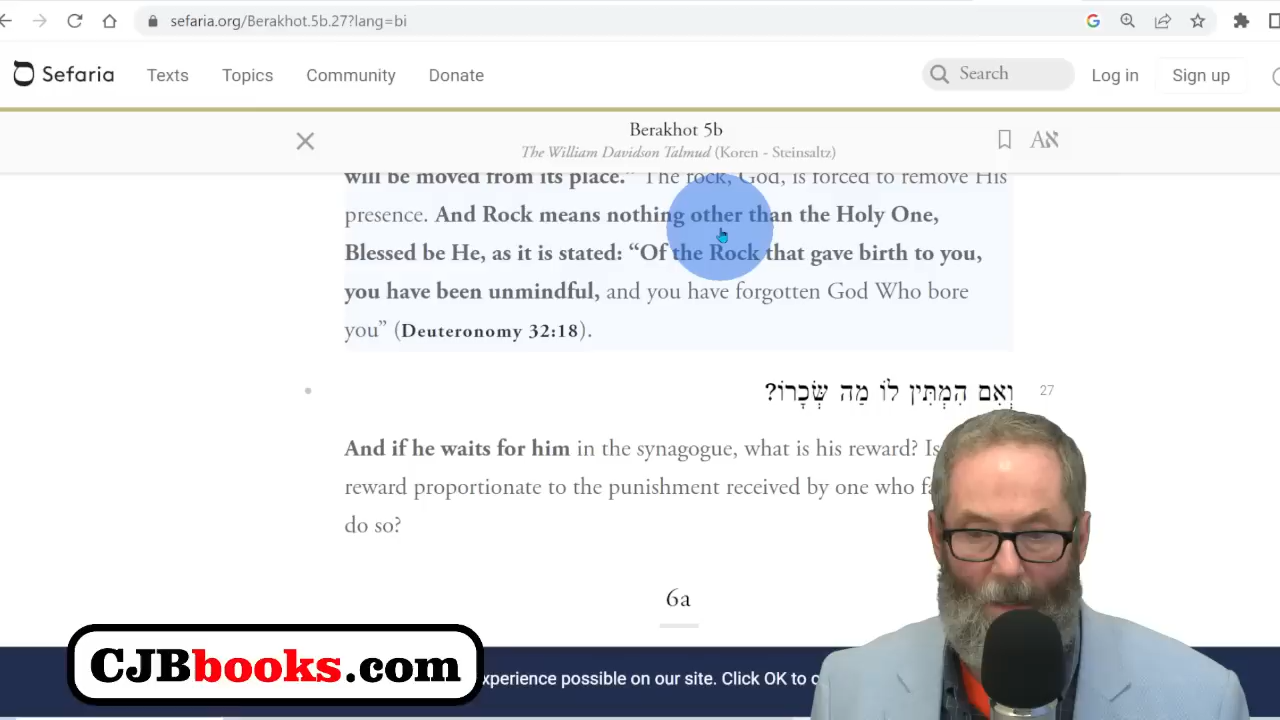 sefaria.org/Berakhot.5b.27?lang=bi
Sefaria
Texts
Topics
Community
Donate
Search
Log in
Sign up
Berakhot 5b
The William Davidson Talmud (Koren - Steinsaltz)
will be moved from its place.” The rock, God, is forced to remove His
presence. And Rock means nothing other than the Holy One,
Blessed be He, as it is stated: “Of the Rock that gave birth to you,
you have been unmindful, and you have forgotten God Who bore
you” (Deuteronomy 32:18).
וְאִם הִמְתִּין לוֹ מַה שְּׂכָרוֹ?
27
And if he waits for him in the synagogue, what is his reward? Is
reward proportionate to the punishment received by one who
do so?
6a
CJBbooks.com
experience possible on our site. Click OK to